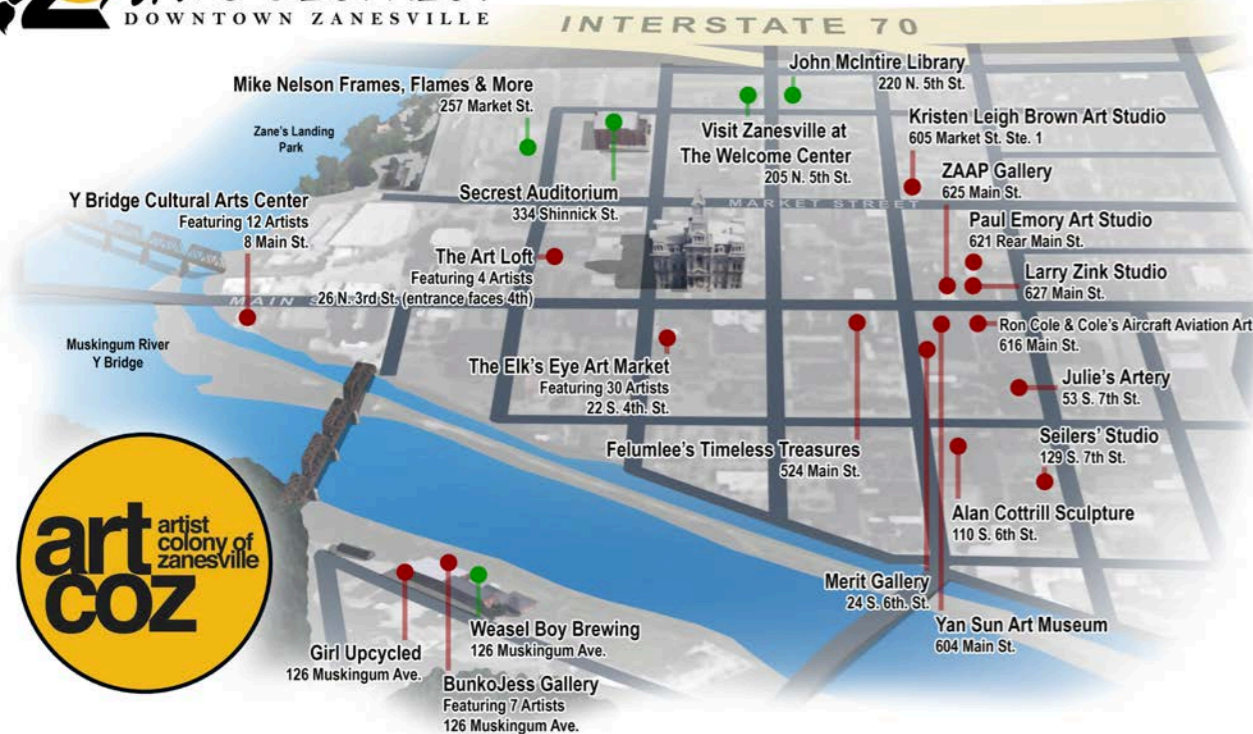 DOWNTOWN ZANESVILLE
INTERSTATE 70
John McIntire Library
220 N. 5th St.
Mike Nelson Frames, Flames & More
257 Market St.
Zane's Landing
Park
Visit Zanesville at
The Welcome Center
205 N. 5th St.
Kristen Leigh Brown Art Studio
605 Market St. Ste. 1
Secrest Auditorium
334 Shinnick St.
MARKET STREET
ZAAP Gallery
625 Main St.
Y Bridge Cultural Arts Center
Featuring 12 Artists
8 Main St.
Paul Emory Art Studio
621 Rear Main St.
The Art Loft
Featuring 4 Artists
26 N. 3rd St. (entrance faces 4th)
Larry Zink Studio
627 Main St.
MAIN S
Ron Cole & Cole's Aircraft Aviation Art
616 Main St.
Muskingum River
Y Bridge
The Elk's Eye Art Market
Featuring 30 Artists
22 S. 4th. St.
Julie's Artery
53 S. 7th St.
Felumlee's Timeless Treasures
524 Main St.
Seilers' Studio
129 S. 7th St.
Alan Cottrill Sculpture
110 S. 6th St.
art artist
colony of
zanesville
coz
Merit Gallery
24 S. 6th. St.
Yan Sun Art Museum
604 Main St.
Weasel Boy Brewing
126 Muskingum Ave.
Girl Upcycled
126 Muskingum Ave.
BunkoJess Gallery
Featuring 7 Artists
126 Muskingum Ave.